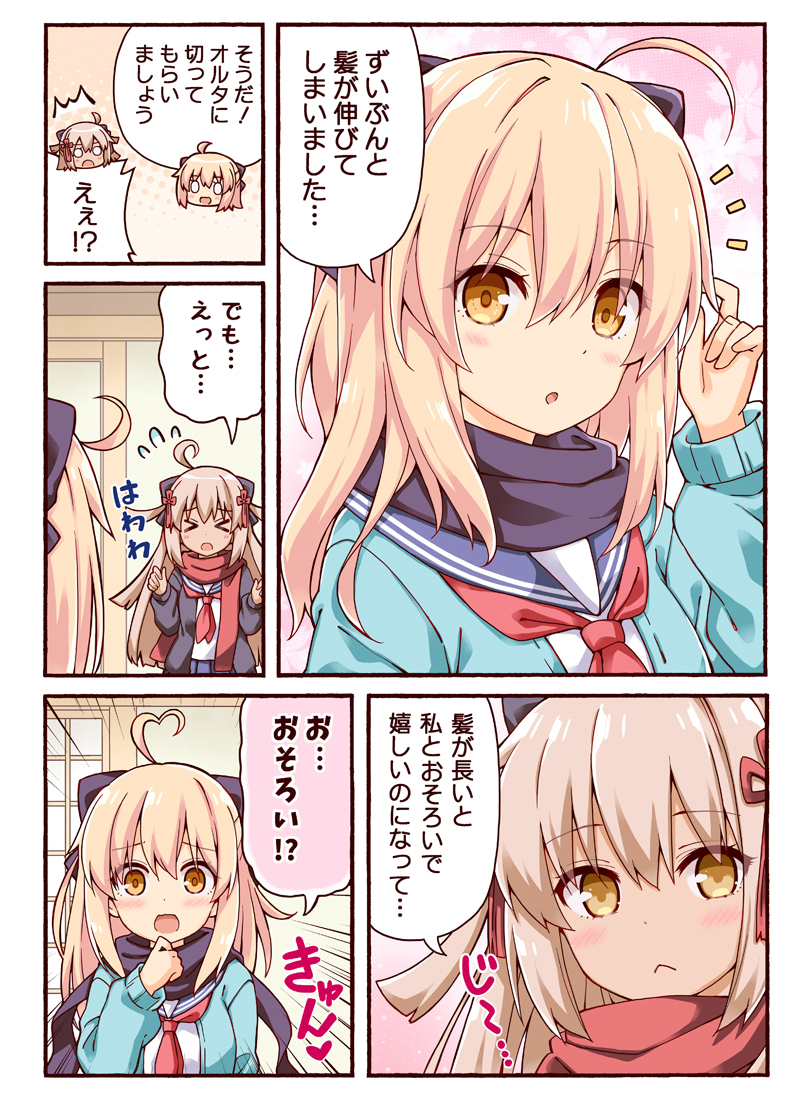 ずいぶんと
髪が伸びて
しまいました…
そうだ!
オルタに
切って
もらい
ましょう
ええ!?
でも…
えっと…
はわわ
髪が長いと
私とおそろいで
嬉しいのになって…
じ〜…
お…
おそろい!?
きゅん♥